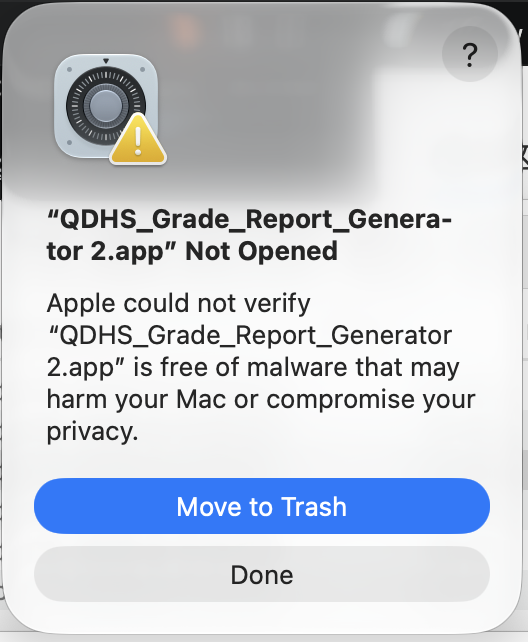 ?
“QDHS_Grade_Report_Genera-
tor 2.app” Not Opened
Apple could not verify
“QDHS_Grade_Report_Generator
2.app” is free of malware that may
harm your Mac or compromise your
privacy.
Move to Trash
Done